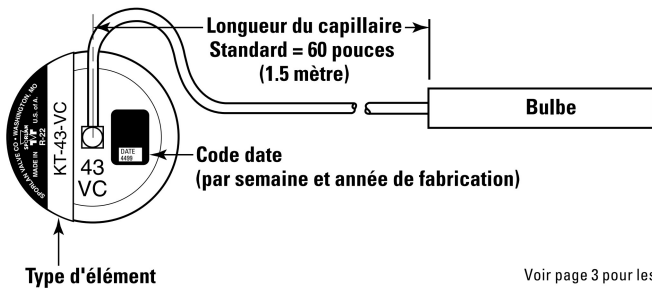 Longueur du capillaire
Standard = 60 pouces
(1.5 mètre)
Bulbe
SPORLAN VALVE CO • WASHINGTON, MO
SPORLAN
MADE IN U.S. of A.
R-22
KT-43-VC
43
VC
DATE
4499
Code date
(par semaine et année de fabrication)
Type d'élément
Voir page 3 pour les